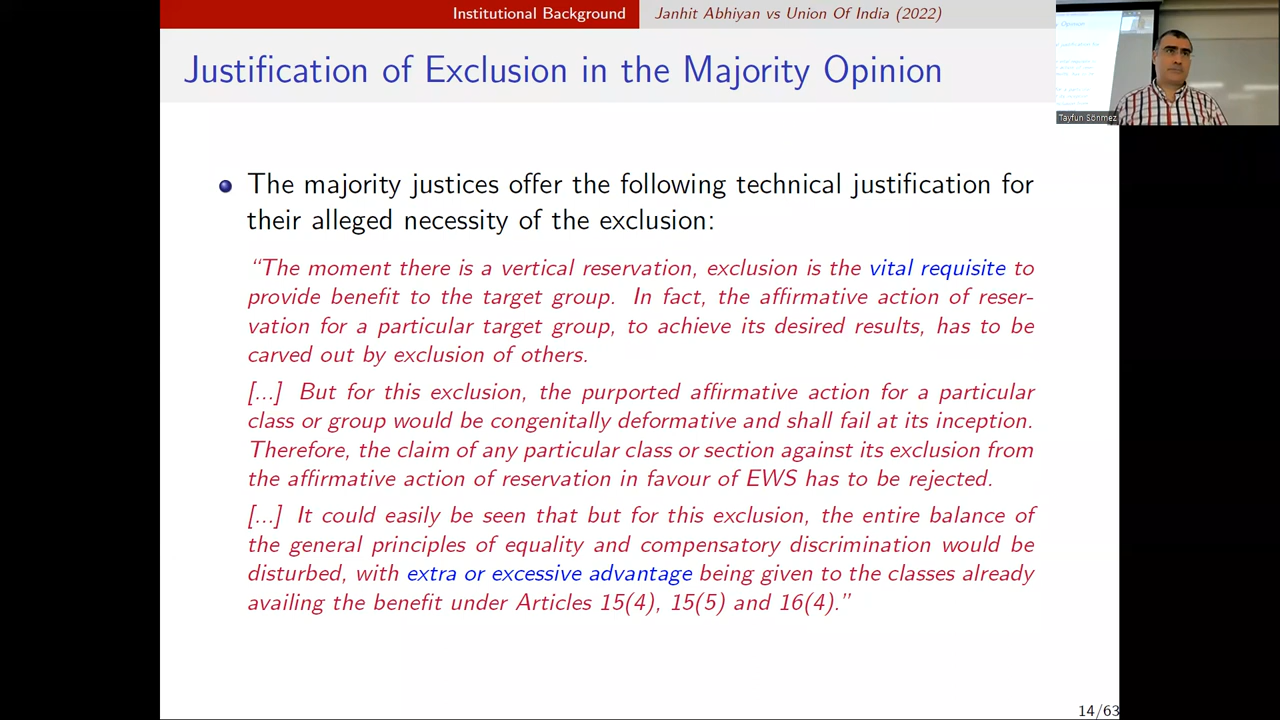 Institutional Background
Janhit Abhiyan vs Union Of India (2022)
Justification of Exclusion in the Majority Opinion
Tayfun Sönmez
The majority justices offer the following technical justification for
their alleged necessity of the exclusion:
“The moment there is a vertical reservation, exclusion is the vital requisite to
provide benefit to the target group. In fact, the affirmative action of reser-
vation for a particular target group, to achieve its desired results, has to be
carved out by exclusion of others.
[...] But for this exclusion, the purported affirmative action for a particular
class or group would be congenitally deformative and shall fail at its inception.
Therefore, the claim of any particular class or section against its exclusion from
the affirmative action of reservation in favour of EWS has to be rejected.
[...] It could easily be seen that but for this exclusion, the entire balance of
the general principles of equality and compensatory discrimination would be
disturbed, with extra or excessive advantage being given to the classes already
availing the benefit under Articles 15(4), 15(5) and 16(4).”
14/63